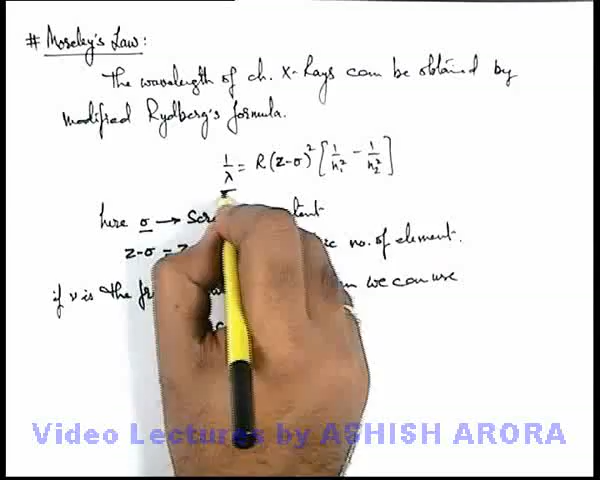 # Moseley's Law:
The wavelength of ch. X-Rays can be obtained by
modified Rydberg's formula.
1/λ = R(z-σ)² [1/n₁² - 1/n₂²]
here σ → Scre
z-σ = z no. of element.
if ν is the fr we can use
Video Lectures by ASHISH ARORA